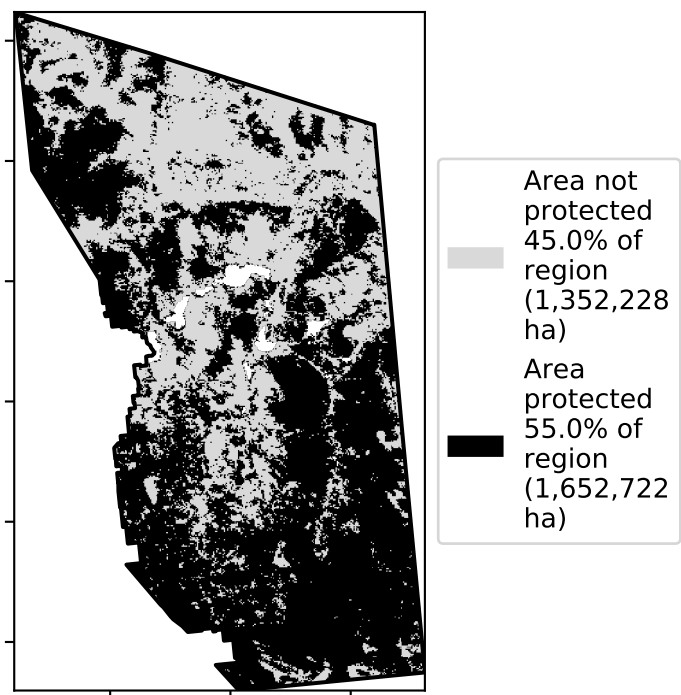 Area not
protected
45.0% of
region
(1,352,228
ha)
Area
protected
55.0% of
region
(1,652,722
ha)